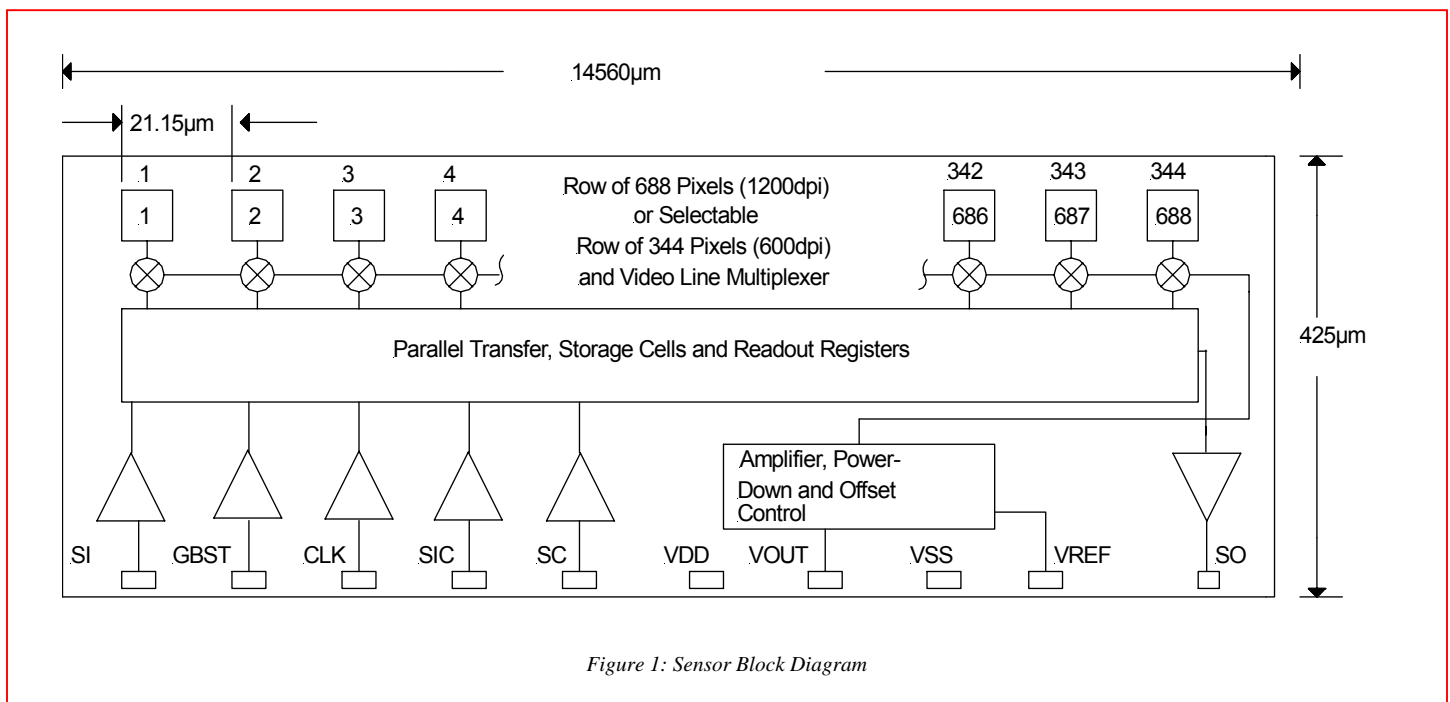 14560µm
21.15µm
1 2 3 4 342 343 344
1 2 3 4 686 687 688
Row of 688 Pixels (1200dpi)
or Selectable
Row of 344 Pixels (600dpi)
and Video Line Multiplexer
425µm
Parallel Transfer, Storage Cells and Readout Registers
Amplifier, Power-
Down and Offset
Control
SI GBST CLK SIC SC VDD VOUT VSS VREF SO
Figure 1: Sensor Block Diagram